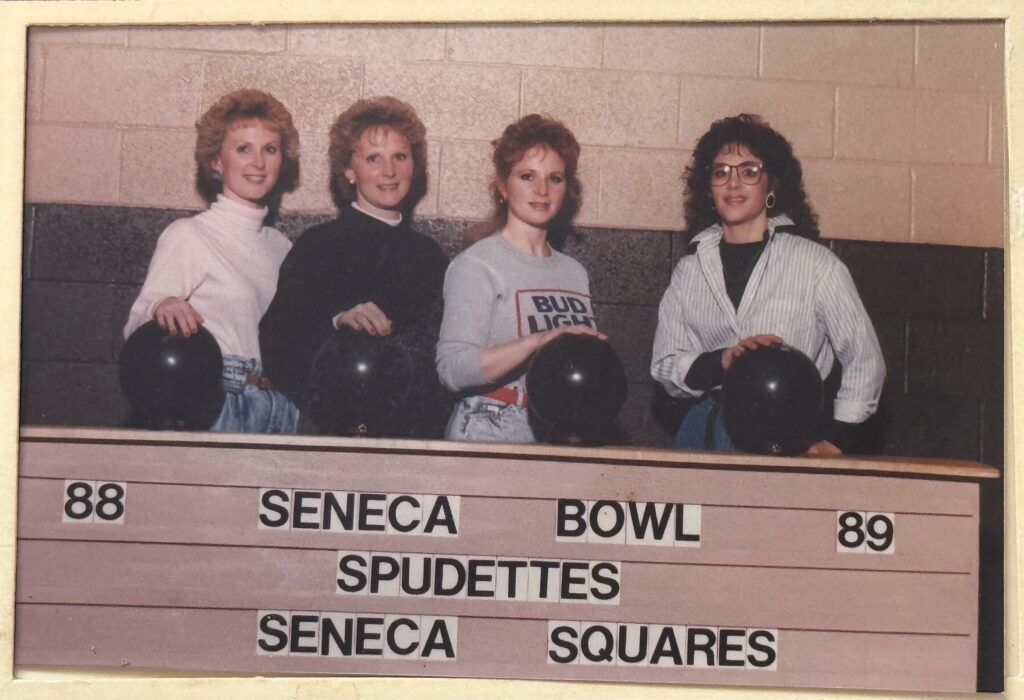 BUD
LIGHT
88 SENECA BOWL 89
SPUDETTES
SENECA SQUARES